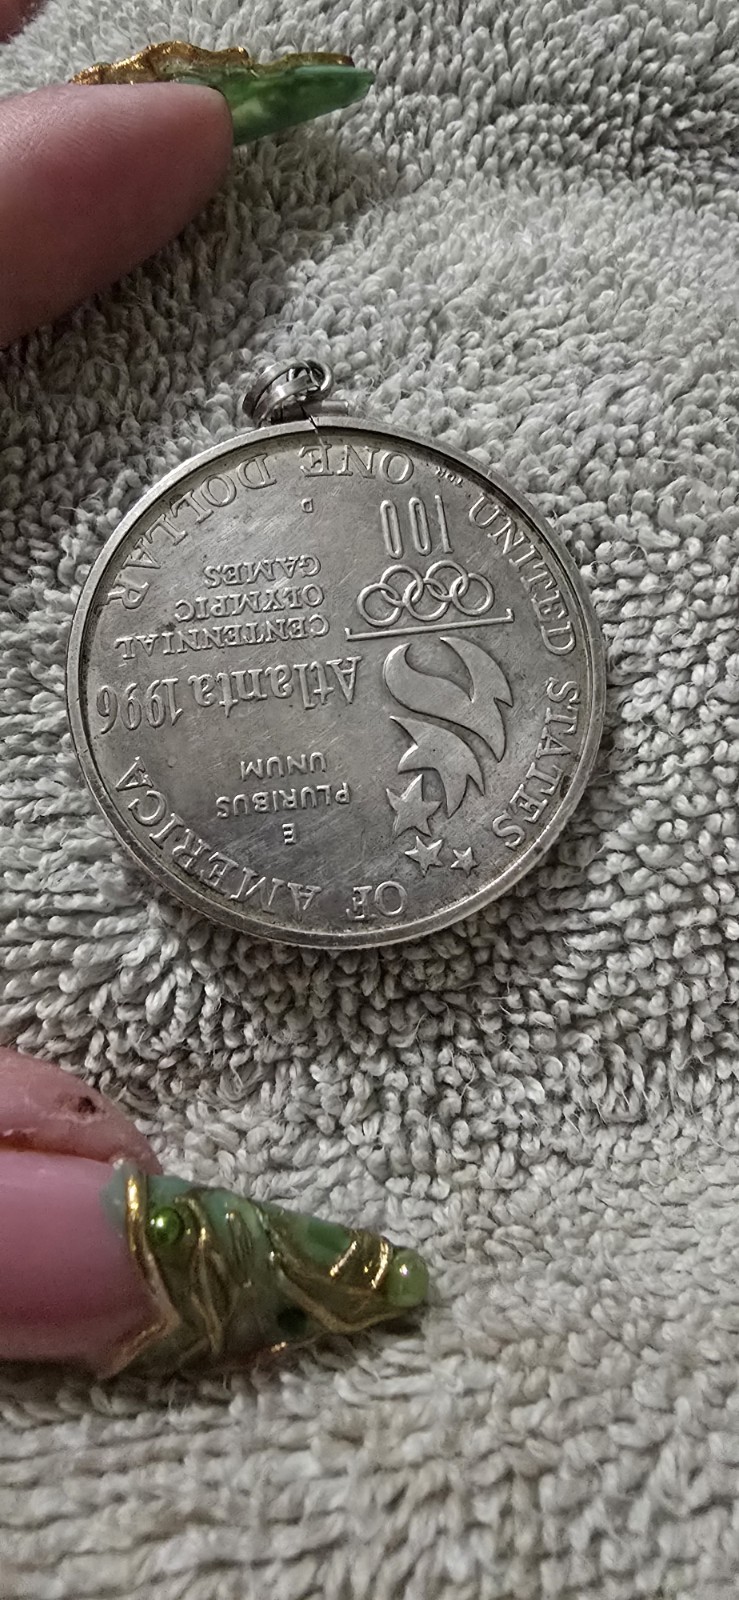 UNITED STATES OF AMERICA
E
PLURIBUS
UNUM
Atlanta 1996
CENTENNIAL
OLYMPIC
GAMES
100
D
ONE DOLLAR